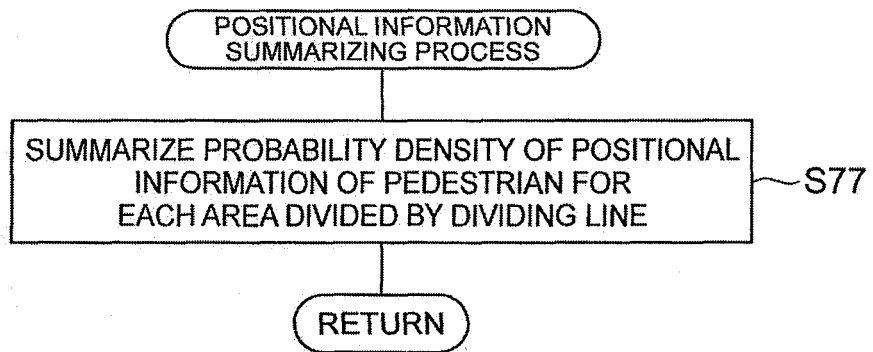 POSITIONAL INFORMATION
SUMMARIZING PROCESS
SUMMARIZE PROBABILITY DENSITY OF POSITIONAL
INFORMATION OF PEDESTRIAN FOR
EACH AREA DIVIDED BY DIVIDING LINE
S77
RETURN